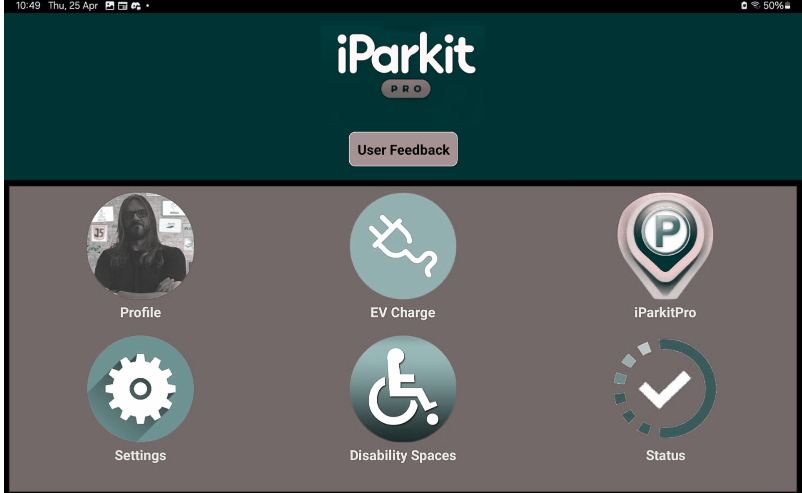 10:49 Thu, 25 Apr 50%
iParkit
PRO
User Feedback
Profile
EV Charge
P
iParkitPro
Settings
Disability Spaces
Status